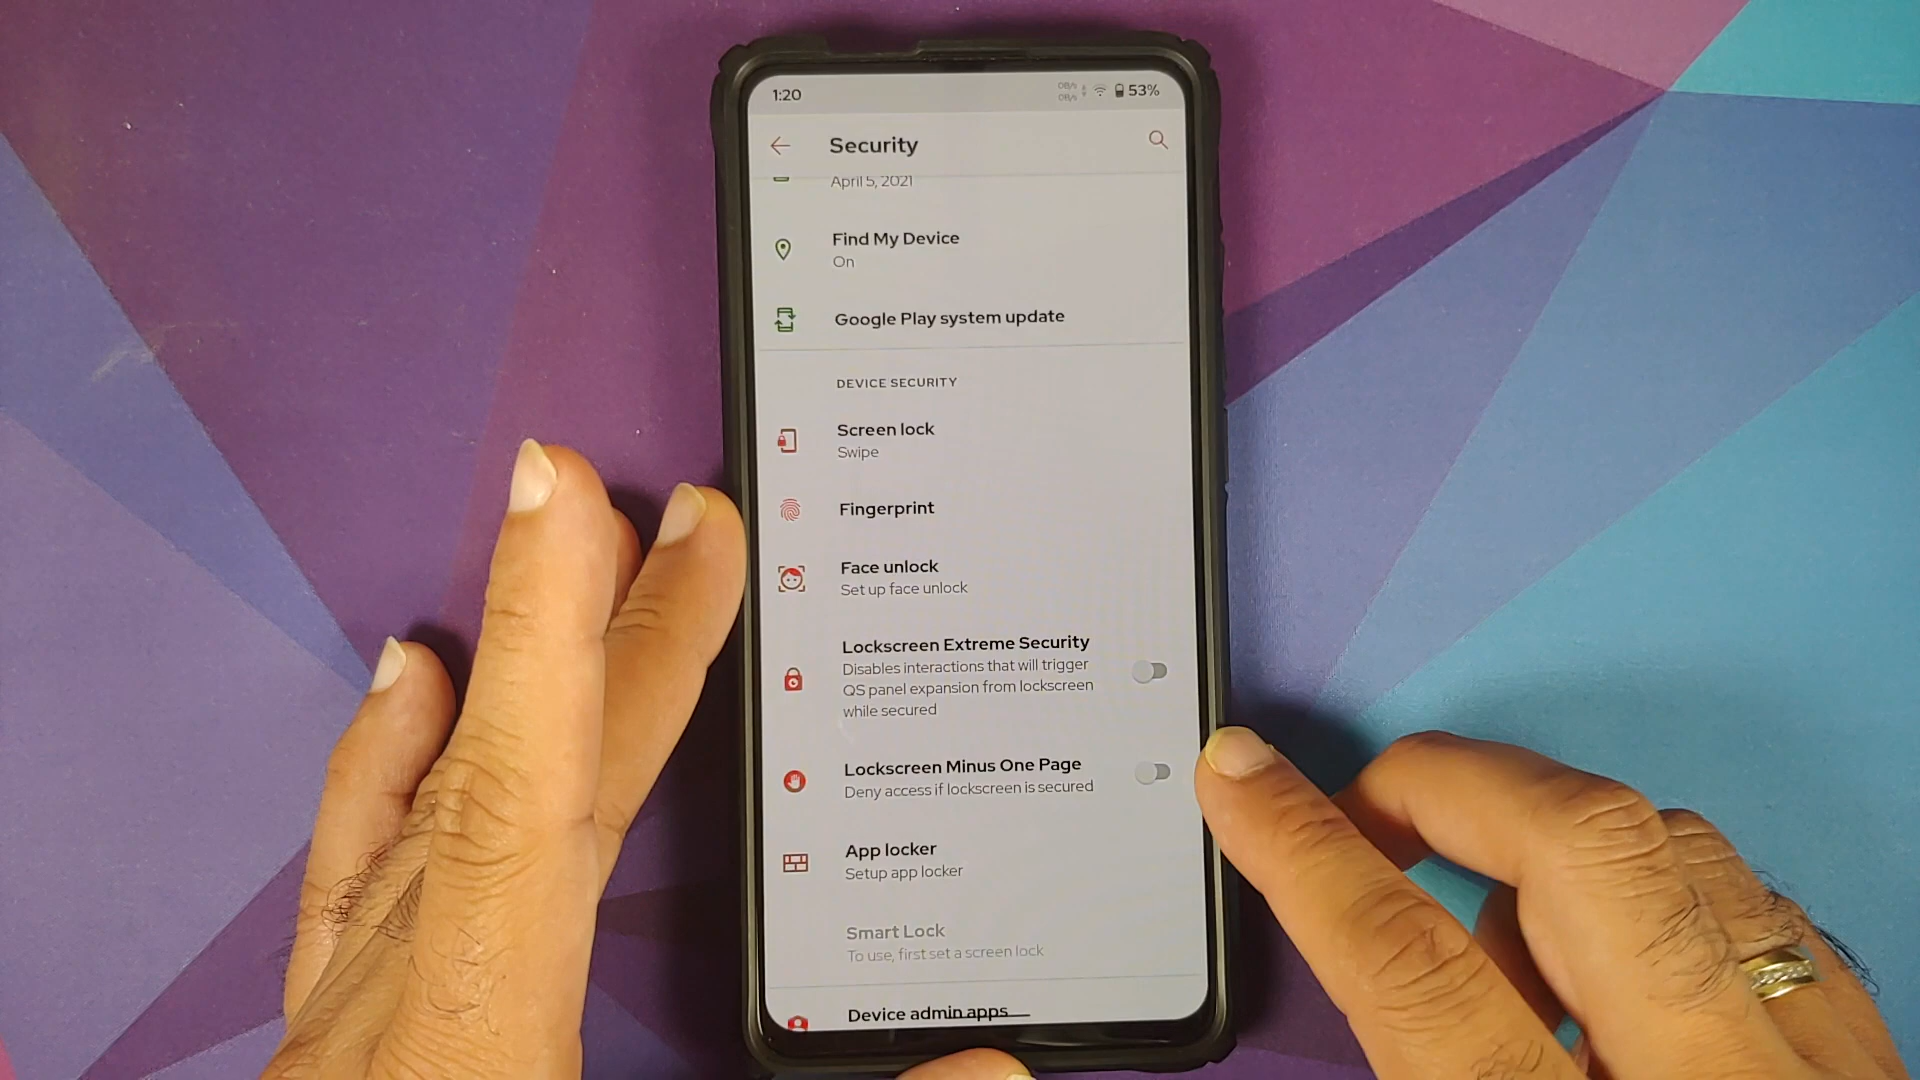 1:20
0B/s
0B/s
53%
Security
April 5, 2021
Find My Device
On
Google Play system update
DEVICE SECURITY
Screen lock
Swipe
Fingerprint
Face unlock
Set up face unlock
Lockscreen Extreme Security
Disables interactions that will trigger
QS panel expansion from lockscreen
while secured
Lockscreen Minus One Page
Deny access if lockscreen is secured
App locker
Setup app locker
Smart Lock
To use, first set a screen lock
Device admin apps